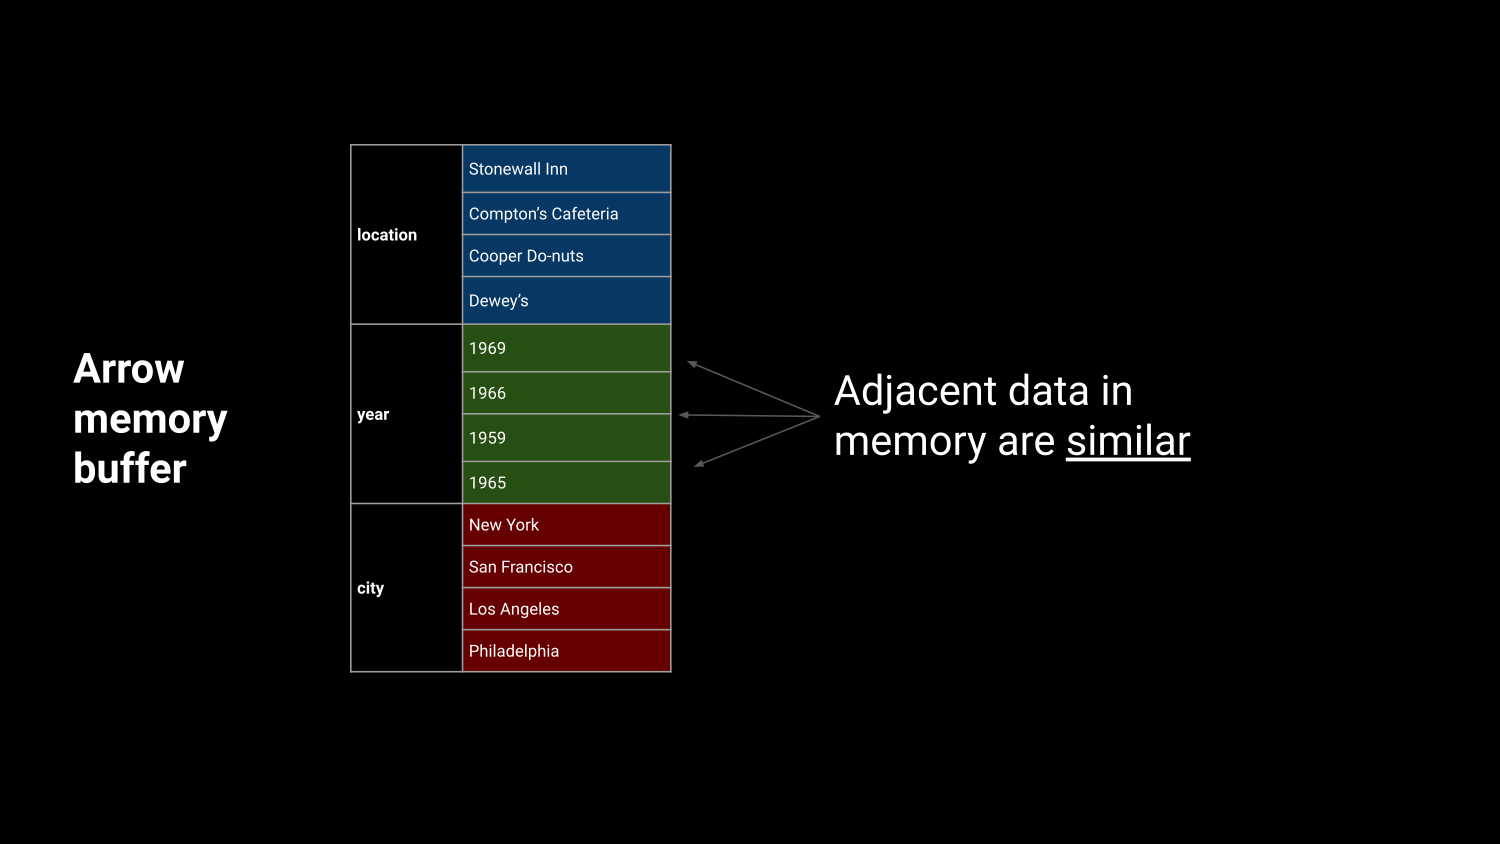 Arrow
memory
buffer
location
Stonewall Inn
Compton’s Cafeteria
Cooper Do-nuts
Dewey’s
year
1969
1966
1959
1965
city
New York
San Francisco
Los Angeles
Philadelphia
Adjacent data in
memory are similar